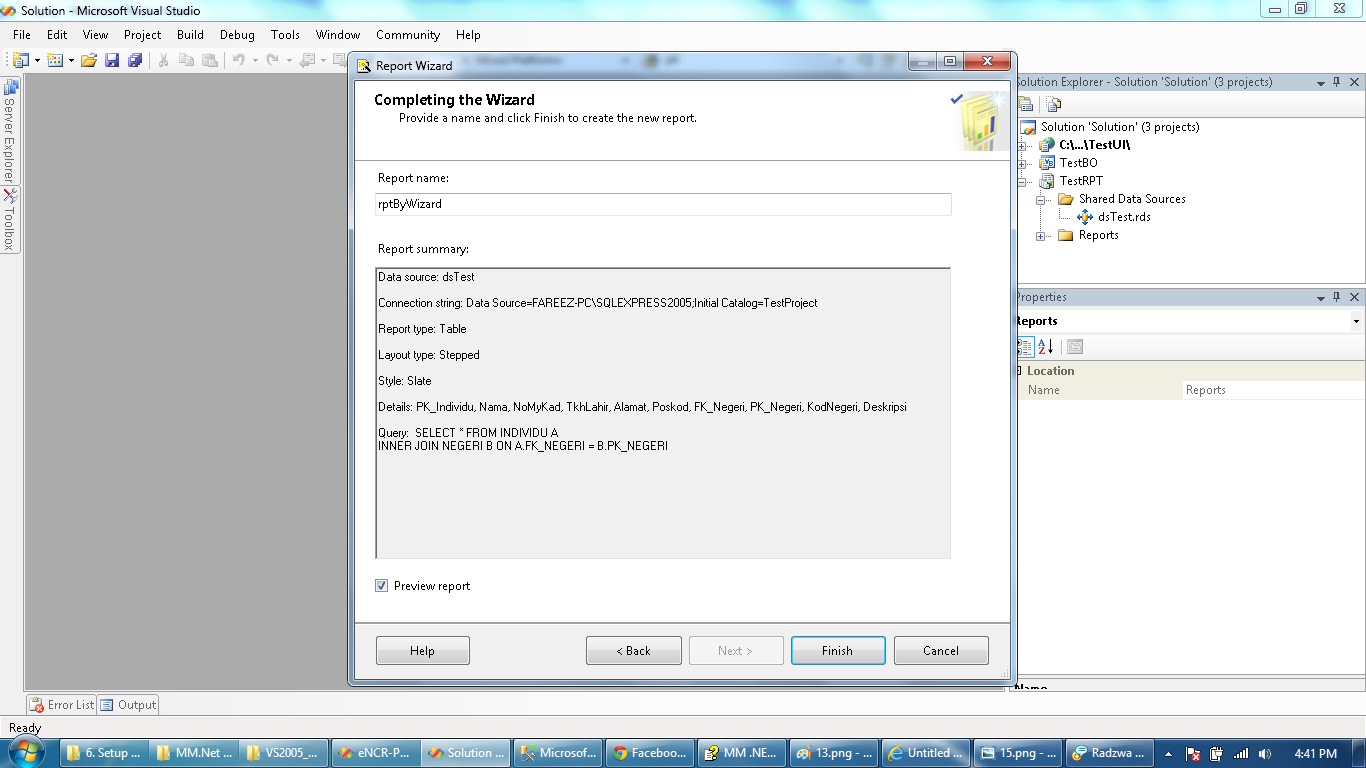 Solution - Microsoft Visual Studio
File Edit View Project Build Debug Tools Window Community Help
Server Explorer
Toolbox
Report Wizard
Completing the Wizard
Provide a name and click Finish to create the new report.
Report name:
rptByWizard
Report summary:
Data source: dsTest
Connection string: Data Source=FAREEZ-PC\SQLEXPRESS2005;Initial Catalog=TestProject
Report type: Table
Layout type: Stepped
Style: Slate
Details: PK_Individu, Nama, NoMyKad, TkhLahir, Alamat, Poskod, FK_Negeri, PK_Negeri, KodNegeri, Deskripsi
Query: SELECT * FROM INDIVIDU A
INNER JOIN NEGERI B ON A.FK_NEGERI = B.PK_NEGERI
Preview report
Help < Back Next > Finish Cancel
Solution Explorer - Solution 'Solution' (3 projects)
Solution 'Solution' (3 projects)
C:\...\TestUI\
TestBO
TestRPT
Shared Data Sources
dsTest.rds
Reports
Properties
Reports
Location
Name Reports
Name
Error List Output
Ready
6. Setup ... MM.Net ... VS2005_... eNCR-P... Solution ... Microsof... Faceboo... MM .NE... 13.png - ... Untitled ... 15.png - ... Radzwa ... 4:41 PM